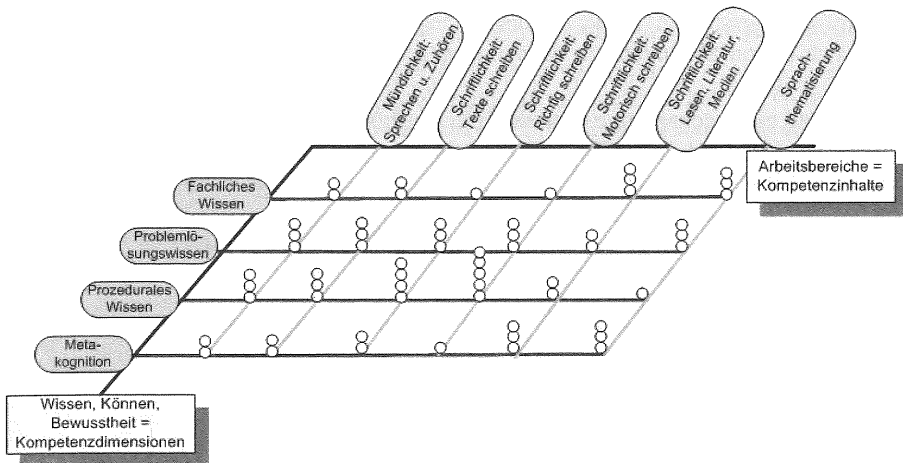 Mündichkeit:
Sprechen u. Zuhören
Schriftlichkeit:
Texte schreiben
Schriftlichkeit:
Richtig schreiben
Schriftlichkeit:
Motorisch schreiben
Schriftlichkeit:
Lesen, Literatur,
Medien
Sprach-
thematisierung
Arbeitsbereiche =
Kompetenzinhalte
Fachliches
Wissen
Problemlö-
sungswissen
Prozedurales
Wissen
Meta-
kognition
Wissen, Können,
Bewusstheit =
Kompetenzdimensionen